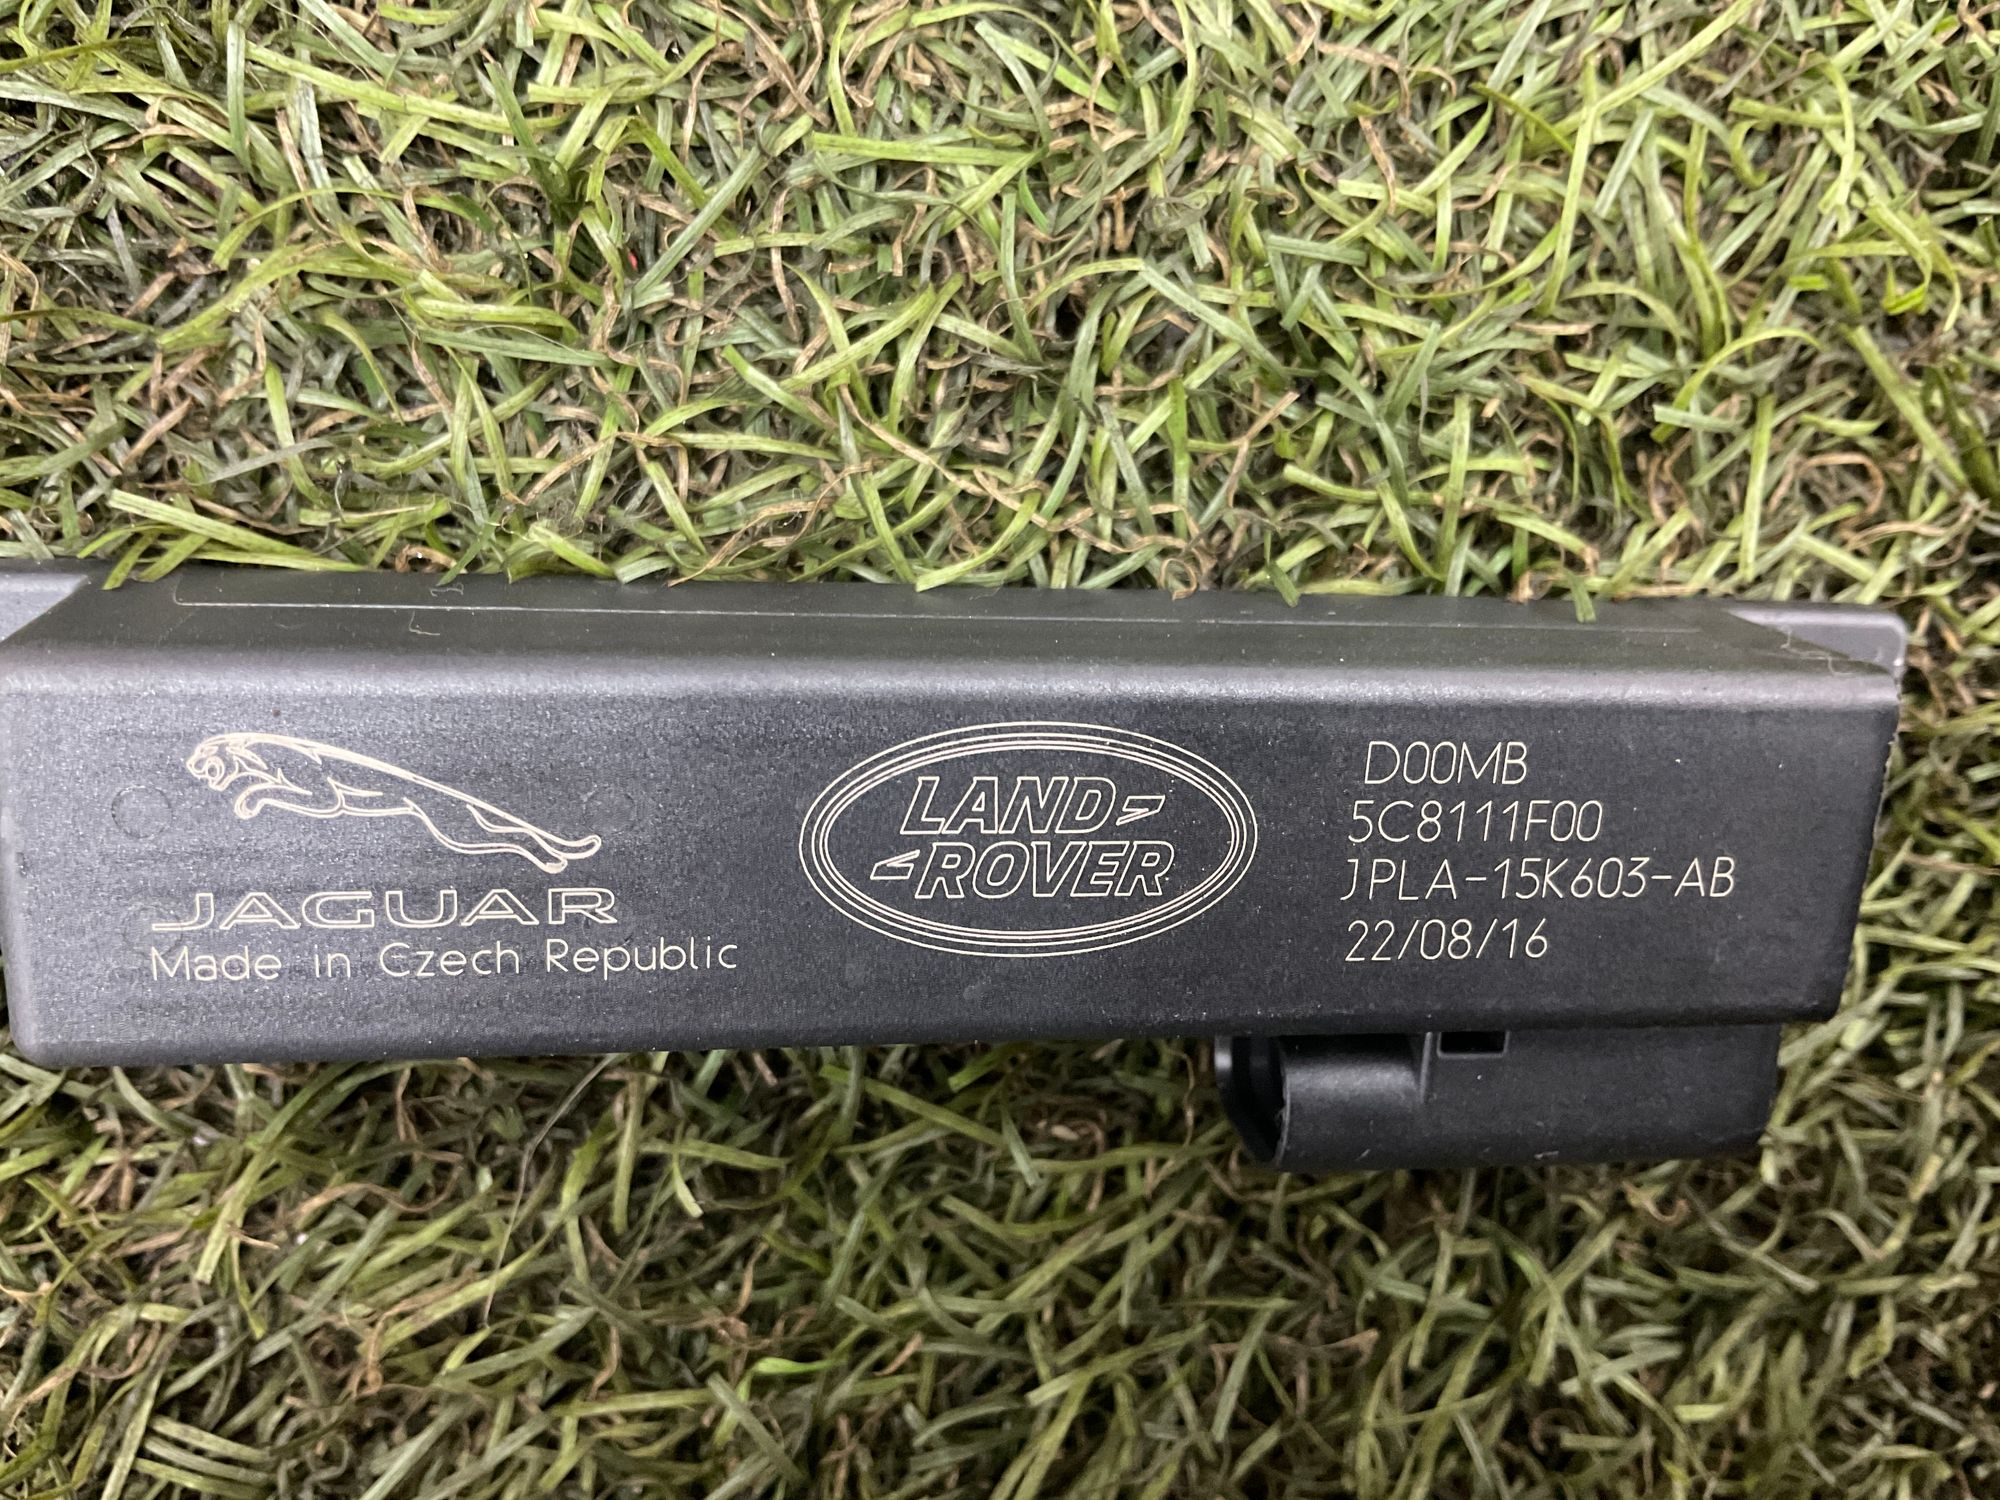 JAGUAR
Made in Czech Republic
LAND
ROVER
D00MB
5C8111F00
JPLA-15K603-AB
22/08/16